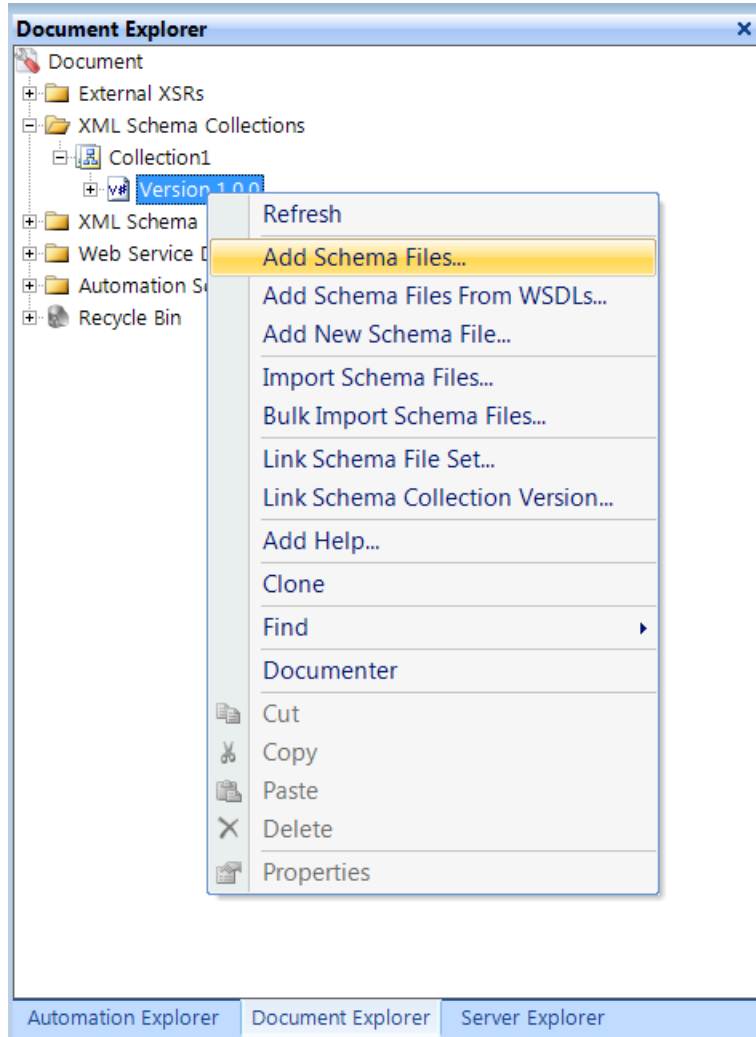 Document Explorer
Document
External XSRs
XML Schema Collections
Collection1
Version 1.0.0
XML Schema
Web Service
Automation
Recycle Bin
Refresh
Add Schema Files...
Add Schema Files From WSDLs...
Add New Schema File...
Import Schema Files...
Bulk Import Schema Files...
Link Schema File Set...
Link Schema Collection Version...
Add Help...
Clone
Find
Documenter
Cut
Copy
Paste
Delete
Properties
Automation Explorer Document Explorer Server Explorer